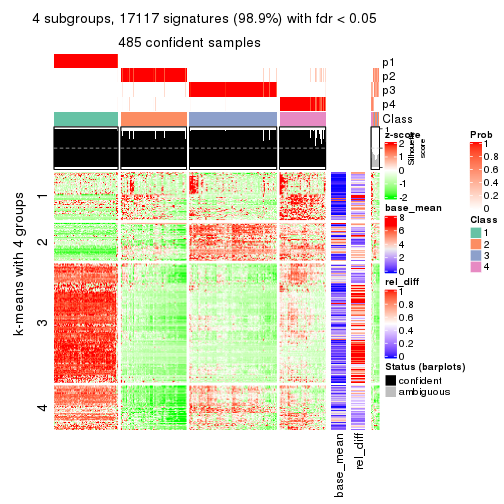 4 subgroups, 17117 signatures (98.9%) with fdr < 0.05
485 confident samples
p1
p2
p3
p4
Class
1
Silhouette
score
z-score
2
1
0
-1
-2
base_mean
8
6
4
2
0
rel_diff
1
0.8
0.6
0.4
0.2
0
Status (barplots)
confident
ambiguous
Prob
1
0.8
0.6
0.4
0.2
0
Class
1
2
3
4
k-means with 4 groups
1
2
3
4
base_mean
rel_diff